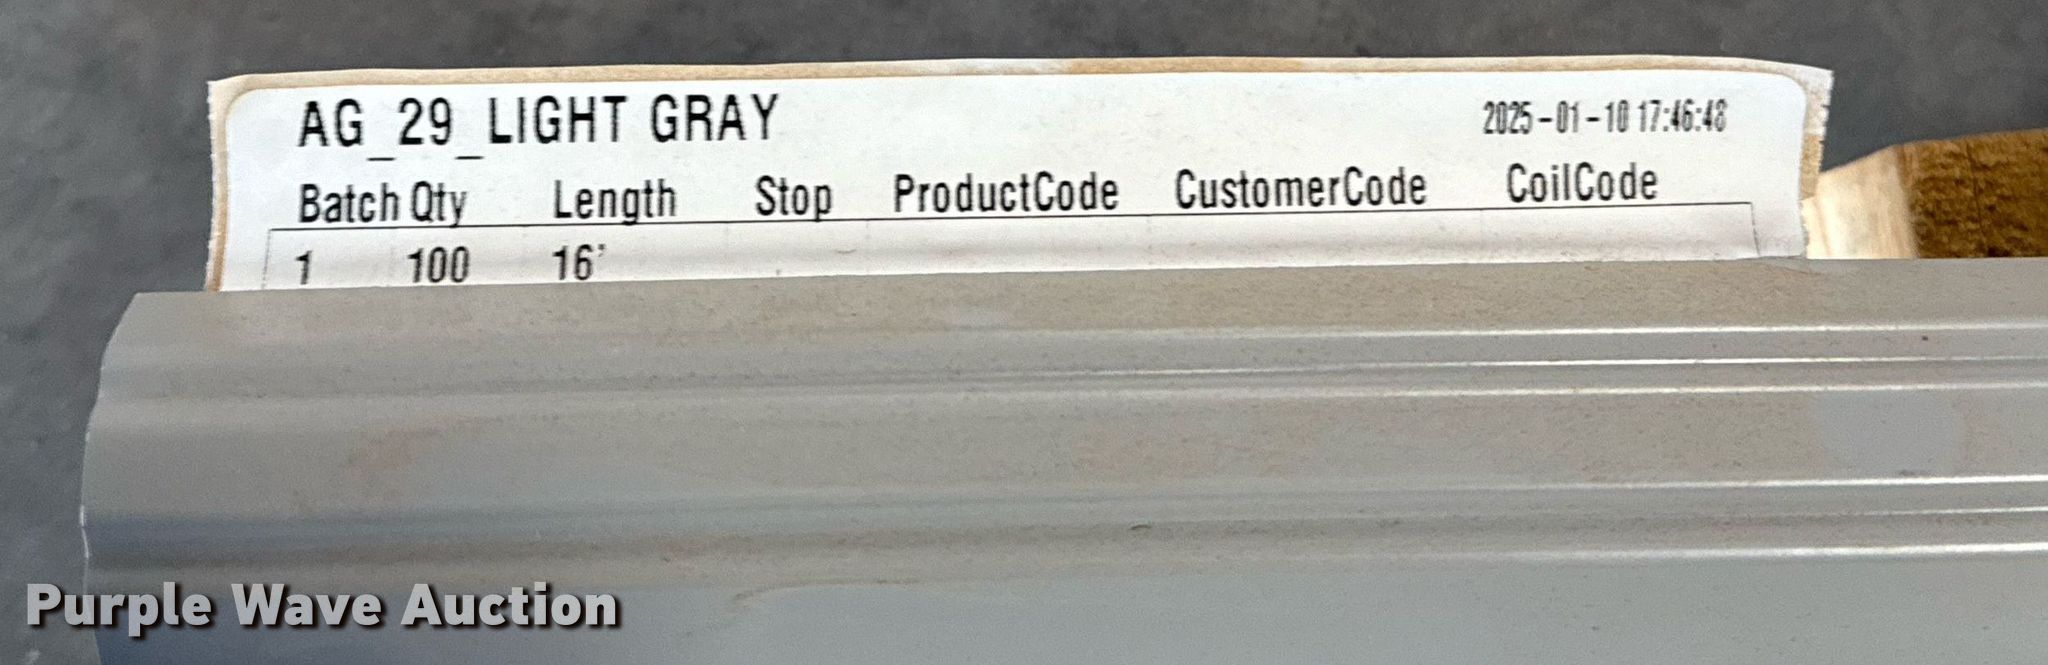 AG_29_LIGHT GRAY 2025-01-10 17:46:48
Batch Qty Length Stop ProductCode CustomerCode CoilCode
1 100 16'
Purple Wave Auction